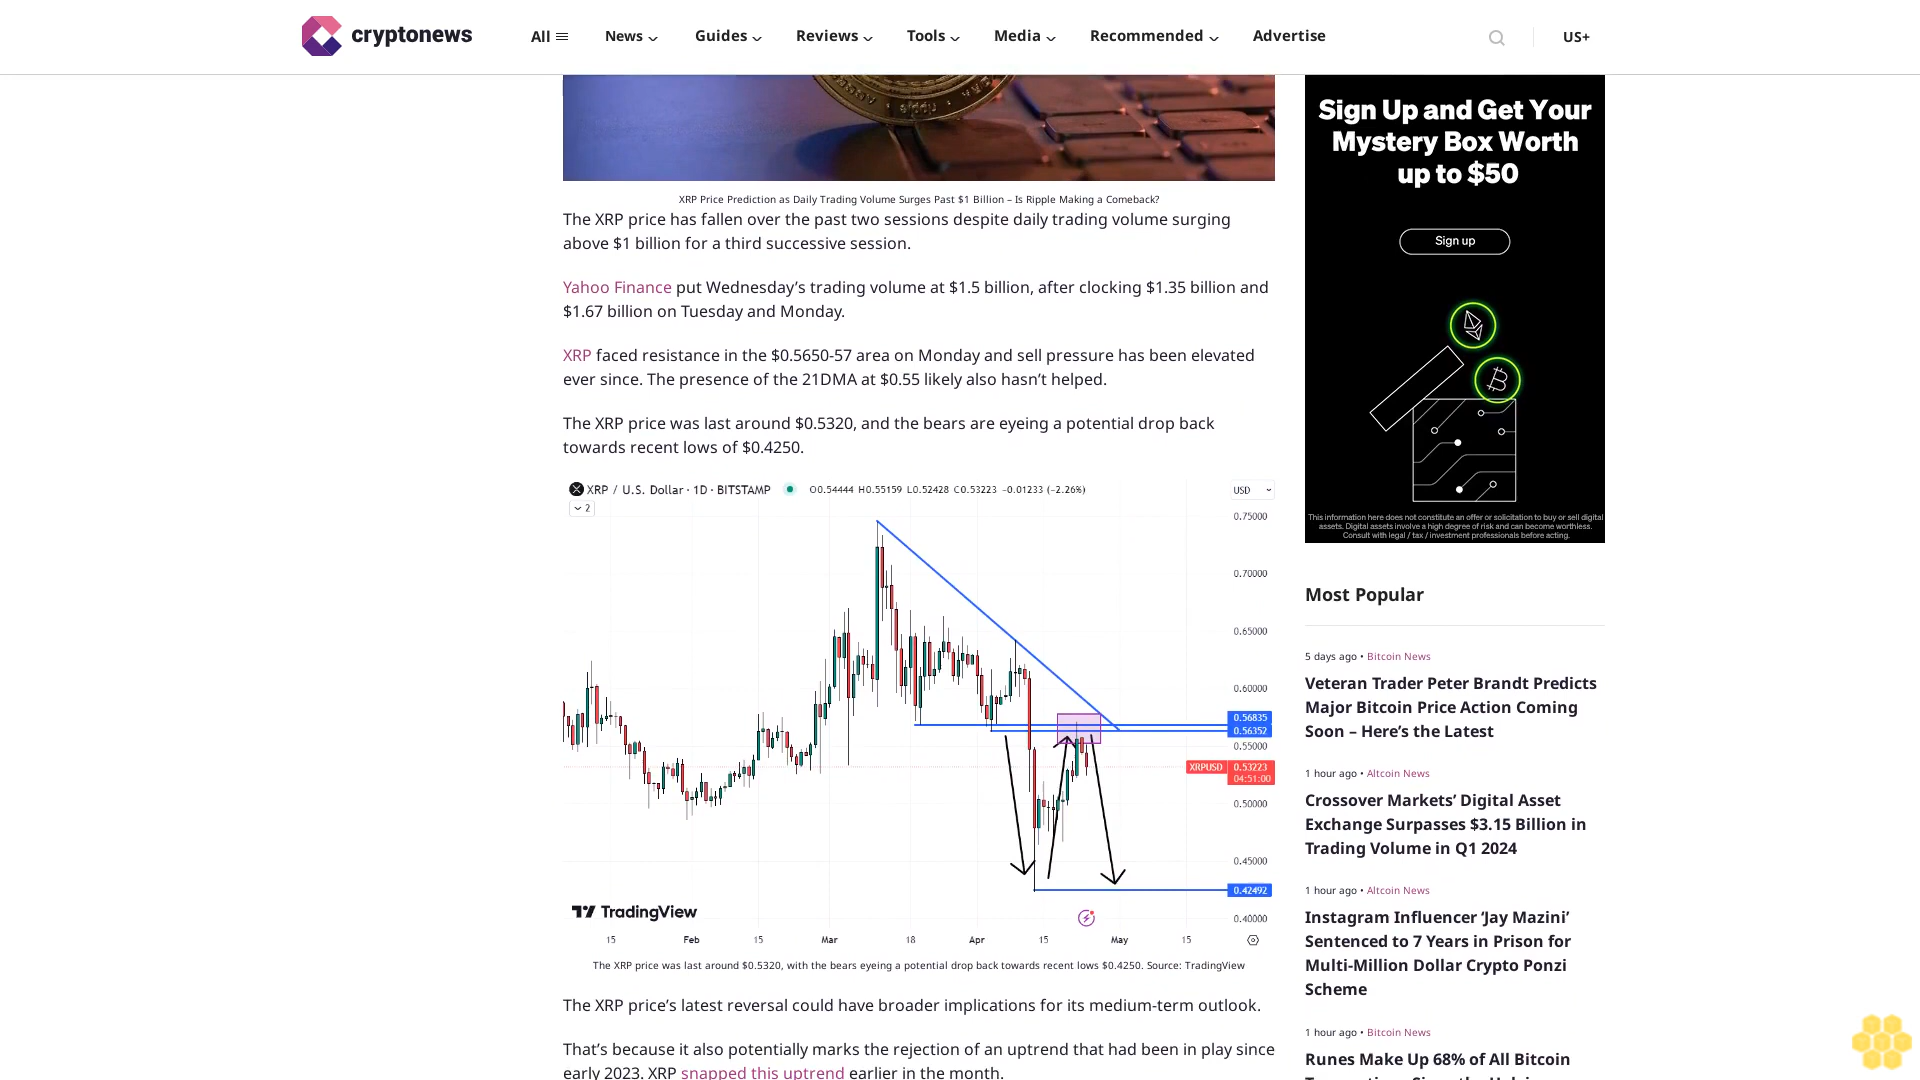 cryptonews
All
News
Guides
Reviews
Tools
Media
Recommended
Advertise
US+
XRP Price Prediction as Daily Trading Volume Surges Past $1 Billion – Is Ripple Making a Comeback?
The XRP price has fallen over the past two sessions despite daily trading volume surging
above $1 billion for a third successive session.
Yahoo Finance put Wednesday’s trading volume at $1.5 billion, after clocking $1.35 billion and
$1.67 billion on Tuesday and Monday.
XRP faced resistance in the $0.5650-57 area on Monday and sell pressure has been elevated
ever since. The presence of the 21DMA at $0.55 likely also hasn’t helped.
The XRP price was last around $0.5320, and the bears are eyeing a potential drop back
towards recent lows of $0.4250.
XRP / U.S. Dollar · 1D · BITSTAMP O0.54444 H0.55159 L0.52428 C0.53223 −0.01233 (−2.26%)
USD
2
0.75000
0.70000
0.65000
0.60000
0.56835
0.56352
0.55000
XRPUSD 0.53223
04:51:00
0.50000
0.45000
0.42492
0.40000
TradingView
15 Feb 15 Mar 18 Apr 15 May 15
The XRP price was last around $0.5320, with the bears eyeing a potential drop back towards recent lows $0.4250. Source: TradingView
The XRP price’s latest reversal could have broader implications for its medium-term outlook.
That’s because it also potentially marks the rejection of an uptrend that had been in play since
early 2023. XRP snapped this uptrend earlier in the month.
Sign Up and Get Your
Mystery Box Worth
up to $50
Sign up
This information here does not constitute an offer or solicitation to buy or sell digital
assets. Digital assets involve a high degree of risk and can become worthless.
Consult with legal / tax / investment professionals before acting.
Most Popular
5 days ago • Bitcoin News
Veteran Trader Peter Brandt Predicts
Major Bitcoin Price Action Coming
Soon – Here’s the Latest
1 hour ago • Altcoin News
Crossover Markets’ Digital Asset
Exchange Surpasses $3.15 Billion in
Trading Volume in Q1 2024
1 hour ago • Altcoin News
Instagram Influencer ‘Jay Mazini’
Sentenced to 7 Years in Prison for
Multi-Million Dollar Crypto Ponzi
Scheme
1 hour ago • Bitcoin News
Runes Make Up 68% of All Bitcoin